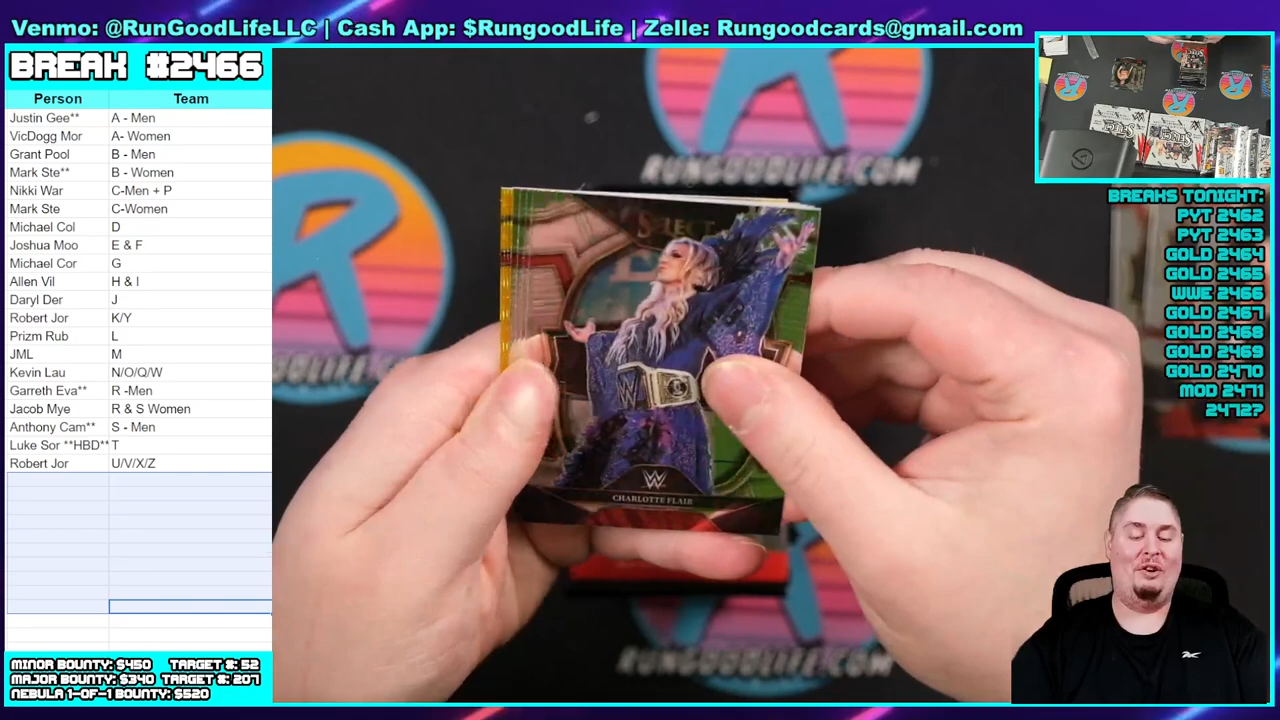 Venmo: @RunGoodLifeLLC | Cash App: $RungoodLife | Zelle: Rungoodcards@gmail.com
BREAK #2466
Person Team
Justin Gee** A - Men
VicDogg Mor A- Women
Grant Pool B - Men
Mark Ste** B - Women
Nikki War C-Men + P
Mark Ste C-Women
Michael Col D
Joshua Moo E & F
Michael Cor G
Allen Vil H & I
Daryl Der J
Robert Jor K/Y
Prizm Rub L
JML M
Kevin Lau N/O/Q/W
Garreth Eva** R -Men
Jacob Mye R & S Women
Anthony Cam** S - Men
Luke Sor **HBD** T
Robert Jor U/V/X/Z
MINOR BOUNTY: $450 TARGET #: 52
MAJOR BOUNTY: $340 TARGET #: 207
NEBULA 1-OF-1 BOUNTY: $520
RUNGOODLIFE.COM
SELECT
W
CHARLOTTE FLAIR
RUNGOODLIFE.COM
BREAKS TONIGHT:
PYT 2462
PYT 2463
GOLD 2464
GOLD 2465
WWE 2466
GOLD 2467
GOLD 2468
GOLD 2469
GOLD 2470
MOD 2471
2472?